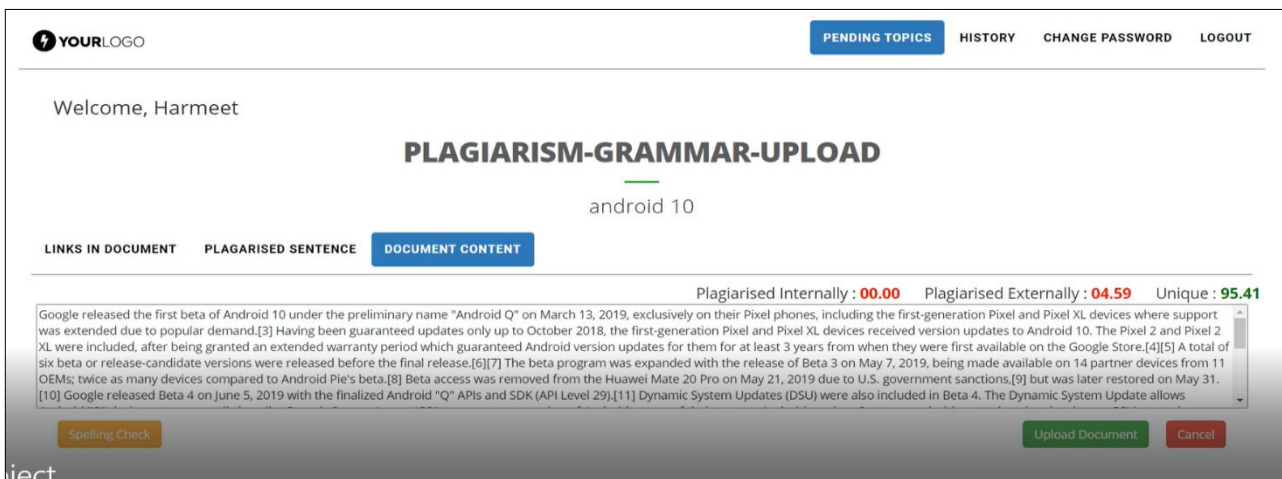 YOURLOGO
PENDING TOPICS HISTORY CHANGE PASSWORD LOGOUT
Welcome, Harmeet
PLAGIARISM-GRAMMAR-UPLOAD
android 10
LINKS IN DOCUMENT PLAGARISED SENTENCE DOCUMENT CONTENT
Plagiarised Internally : 00.00 Plagiarised Externally : 04.59 Unique : 95.41
Google released the first beta of Android 10 under the preliminary name "Android Q" on March 13, 2019, exclusively on their Pixel phones, including the first-generation Pixel and Pixel XL devices where support
was extended due to popular demand.[3] Having been guaranteed updates only up to October 2018, the first-generation Pixel and Pixel XL devices received version updates to Android 10. The Pixel 2 and Pixel 2
XL were included, after being granted an extended warranty period which guaranteed Android version updates for them for at least 3 years from when they were first available on the Google Store.[4][5] A total of
six beta or release-candidate versions were released before the final release.[6][7] The beta program was expanded with the release of Beta 3 on May 7, 2019, being made available on 14 partner devices from 11
OEMs; twice as many devices compared to Android Pie's beta.[8] Beta access was removed from the Huawei Mate 20 Pro on May 21, 2019 due to U.S. government sanctions,[9] but was later restored on May 31.
[10] Google released Beta 4 on June 5, 2019 with the finalized Android "Q" APIs and SDK (API Level 29).[11] Dynamic System Updates (DSU) were also included in Beta 4. The Dynamic System Update allows
Spelling Check Upload Document Cancel